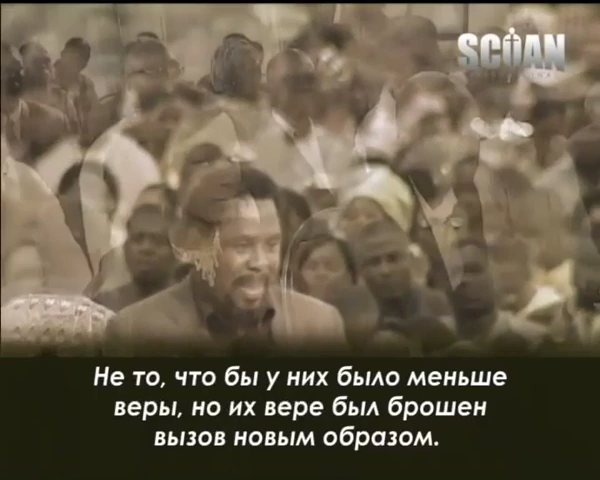 SCOAN
Не то, что бы у них было меньше
веры, но их вере был брошен
вызов новым образом.